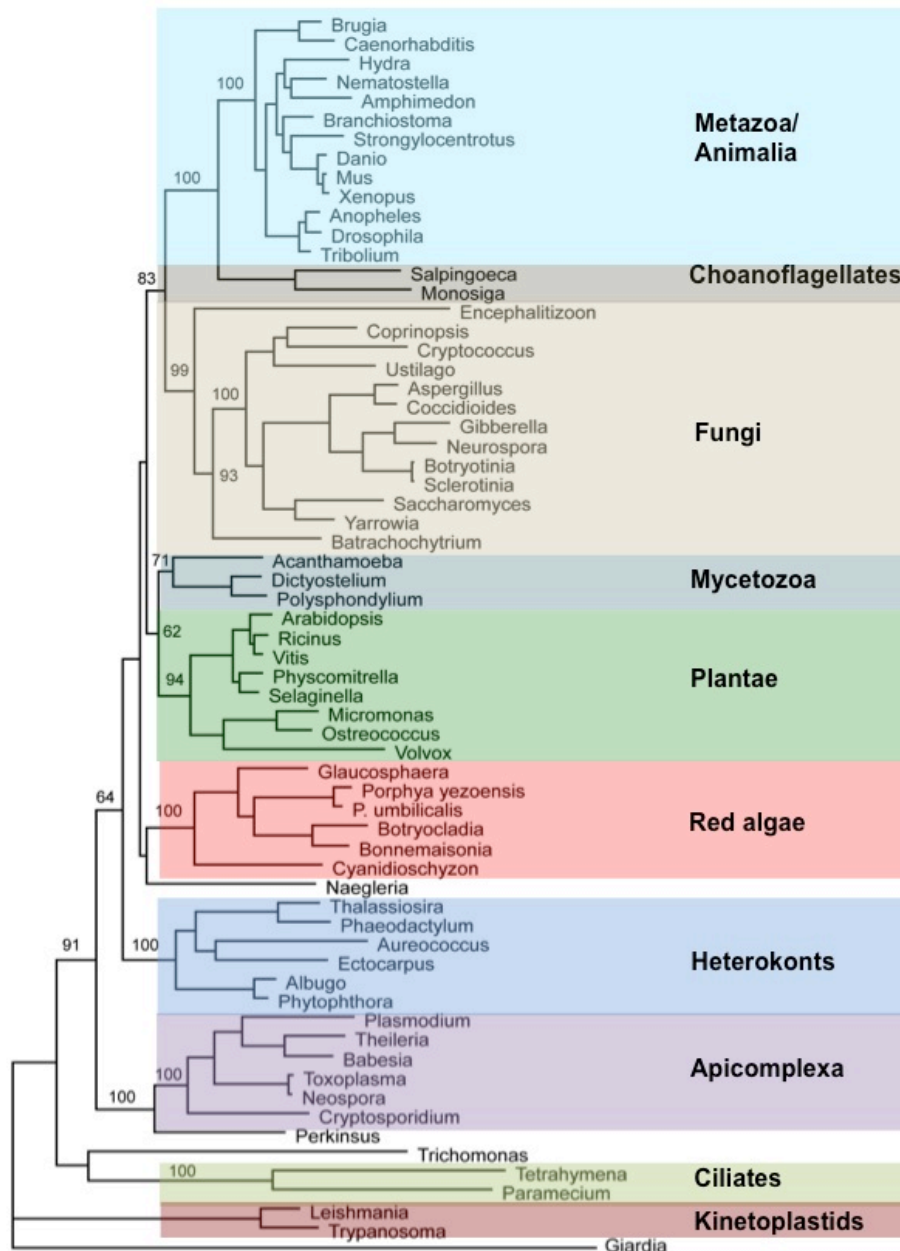 Brugia
Caenorhabditis
Hydra
100
Nematostella
Amphimedon
Branchiostoma
Metazoa/
Animalia
Strongylocentrotus
Danio
100
Mus
Xenopus
Anopheles
Drosophila
Tribolium
83
Salpingoeca
Choanoflagellates
Monosiga
Encephalitizoon
Coprinopsis
Cryptococcus
99
Ustilago
100
Aspergillus
Coccidioides
Gibberella
Fungi
Neurospora
93
Botryotinia
Sclerotinia
Saccharomyces
Yarrowia
Batrachochytrium
71
Acanthamoeba
Dictyostelium
Mycetozoa
Polysphondylium
Arabidopsis
62
Ricinus
Vitis
94
Physcomitrella
Plantae
Selaginella
Micromonas
Ostreococcus
Volvox
Glaucosphaera
64
Porphya yezoensis
100
P. umbilicalis
Botryocladia
Red algae
Bonnemaisonia
Cyanidioschyzon
Naegleria
Thalassiosira
Phaeodactylum
91
100
Aureococcus
Ectocarpus
Heterokonts
Albugo
Phytophthora
Plasmodium
Theileria
Babesia
Apicomplexa
100
Toxoplasma
Neospora
100
Cryptosporidium
Perkinsus
Trichomonas
100
Tetrahymena
Ciliates
Paramecium
Leishmania
Kinetoplastids
Trypanosoma
Giardia